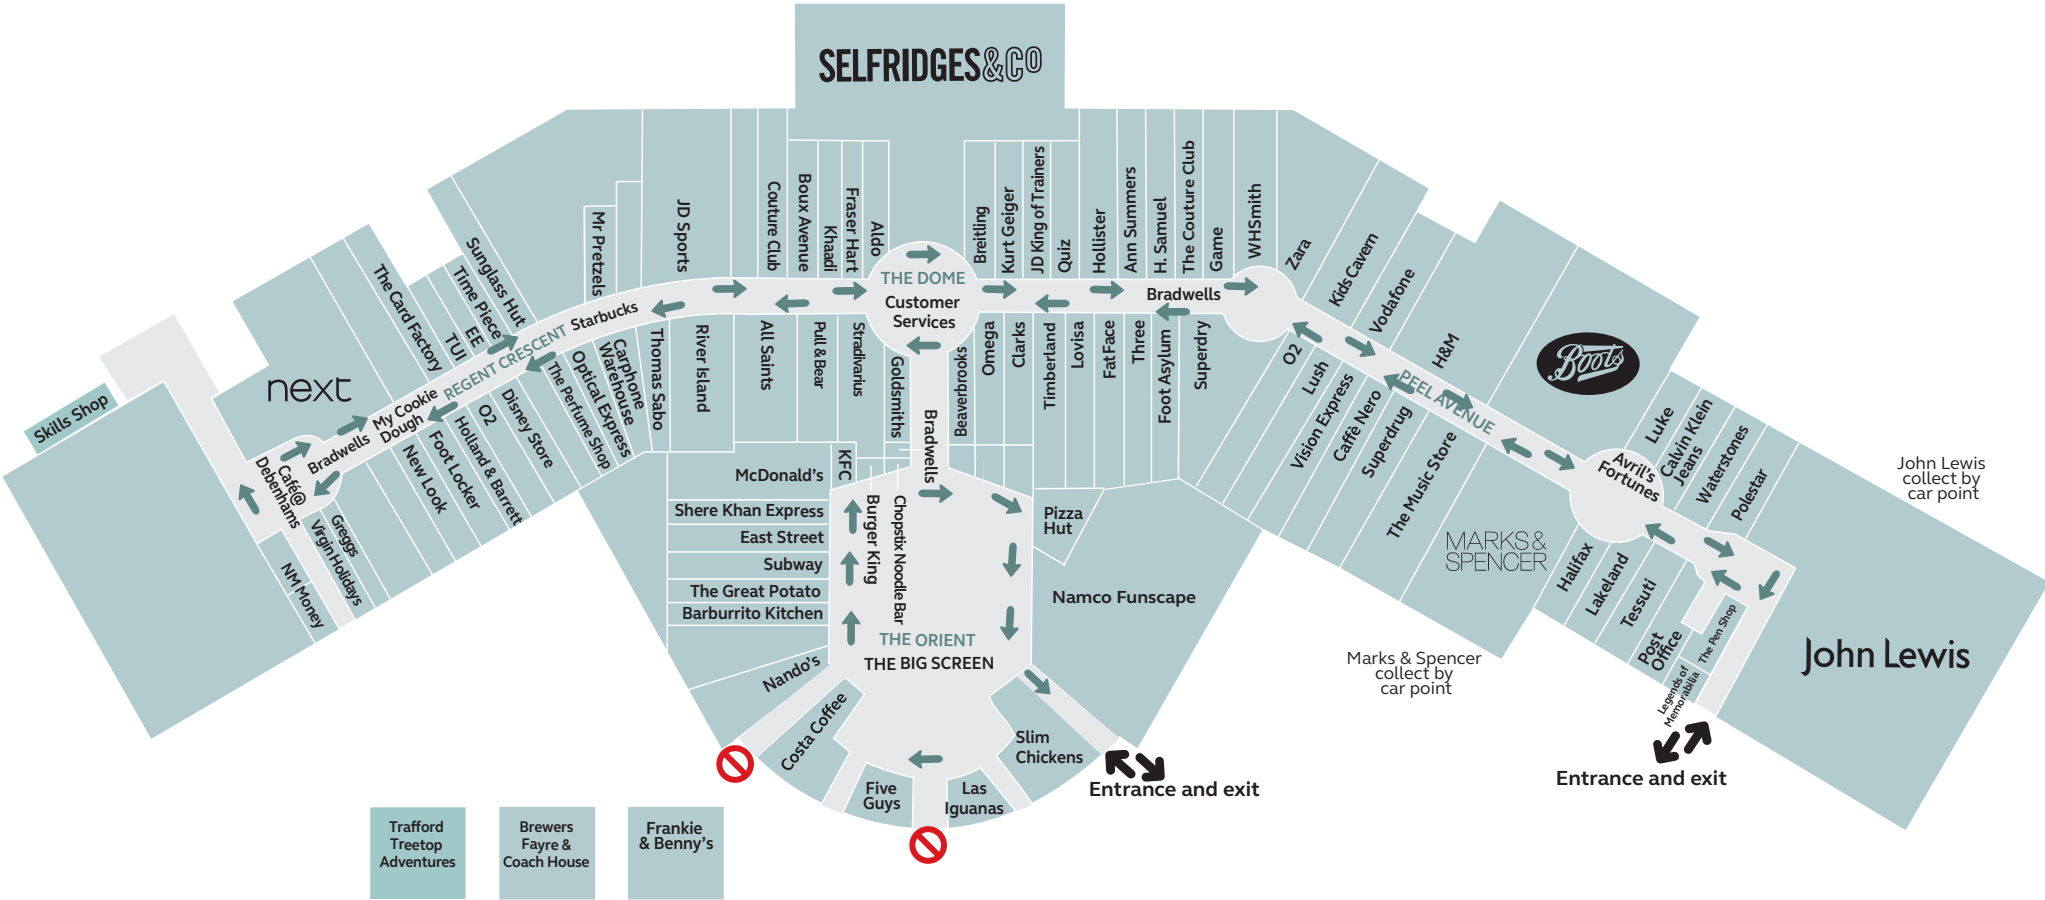 SELFRIDGES&CO
Skills Shop
next
Café@
Debenhams
Bradwells
My Cookie
Dough
REGENT CRESCENT
Starbucks
The Card Factory
TUI
EE
Time Piece
Sunglass Hut
Mr Pretzels
JD Sports
Couture Club
Boux Avenue
Khaadi
Fraser Hart
Aldo
THE DOME
Customer
Services
Breitling
Kurt Geiger
JD King of Trainers
Quiz
Hollister
Ann Summers
H. Samuel
The Couture Club
Game
WHSmith
Bradwells
Zara
Kids Cavern
Vodafone
H&M
PEEL AVENUE
Boots
Luke
Calvin Klein
Jeans
Waterstones
Polestar
Avril's
Fortunes
John Lewis
collect by
car point
NM Money
Virgin Holidays
Greggs
New Look
Foot Locker
Holland & Barrett
O2
Disney Store
The Perfume Shop
Optical Express
Carphone
Warehouse
Thomas Sabo
River Island
All Saints
Pull & Bear
Stradivarius
Goldsmiths
Bradwells
Beaverbrooks
Omega
Clarks
Timberland
Lovisa
Fat Face
Three
Foot Asylum
Superdry
O2
Lush
Vision Express
Caffè Nero
Superdrug
The Music Store
MARKS&
SPENCER
Halifax
Lakeland
Tessuti
Post
Office
The Pen Shop
Legends of
Memorabilia
John Lewis
McDonald's
KFC
Shere Khan Express
East Street
Subway
The Great Potato
Barburrito Kitchen
Nando's
Burger King
Chopstix Noodle Bar
THE ORIENT
THE BIG SCREEN
Pizza
Hut
Namco Funscape
Costa Coffee
Five
Guys
Las
Iguanas
Slim
Chickens
Entrance and exit
Marks & Spencer
collect by
car point
Entrance and exit
Trafford
Treetop
Adventures
Brewers
Fayre &
Coach House
Frankie
& Benny's